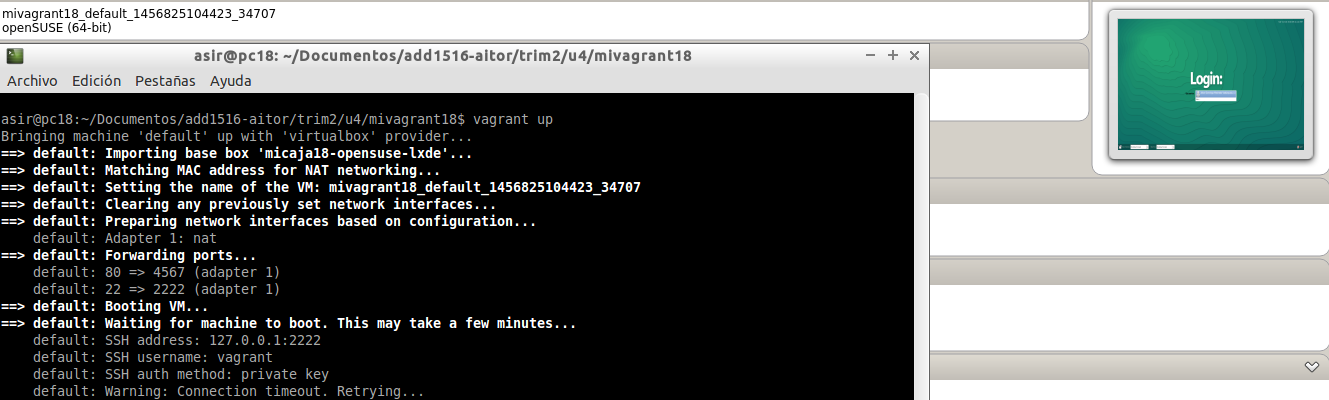 mivagrant18_default_1456825104423_34707
openSUSE (64-bit)
asir@pc18: ~/Documentos/add1516-aitor/trim2/u4/mivagrant18
Archivo Edición Pestañas Ayuda
asir@pc18:~/Documentos/add1516-aitor/trim2/u4/mivagrant18$ vagrant up
Bringing machine 'default' up with 'virtualbox' provider...
==> default: Importing base box 'micaja18-opensuse-lxde'...
==> default: Matching MAC address for NAT networking...
==> default: Setting the name of the VM: mivagrant18_default_1456825104423_34707
==> default: Clearing any previously set network interfaces...
==> default: Preparing network interfaces based on configuration...
    default: Adapter 1: nat
==> default: Forwarding ports...
    default: 80 => 4567 (adapter 1)
    default: 22 => 2222 (adapter 1)
==> default: Booting VM...
==> default: Waiting for machine to boot. This may take a few minutes...
    default: SSH address: 127.0.0.1:2222
    default: SSH username: vagrant
    default: SSH auth method: private key
    default: Warning: Connection timeout. Retrying...
Login: